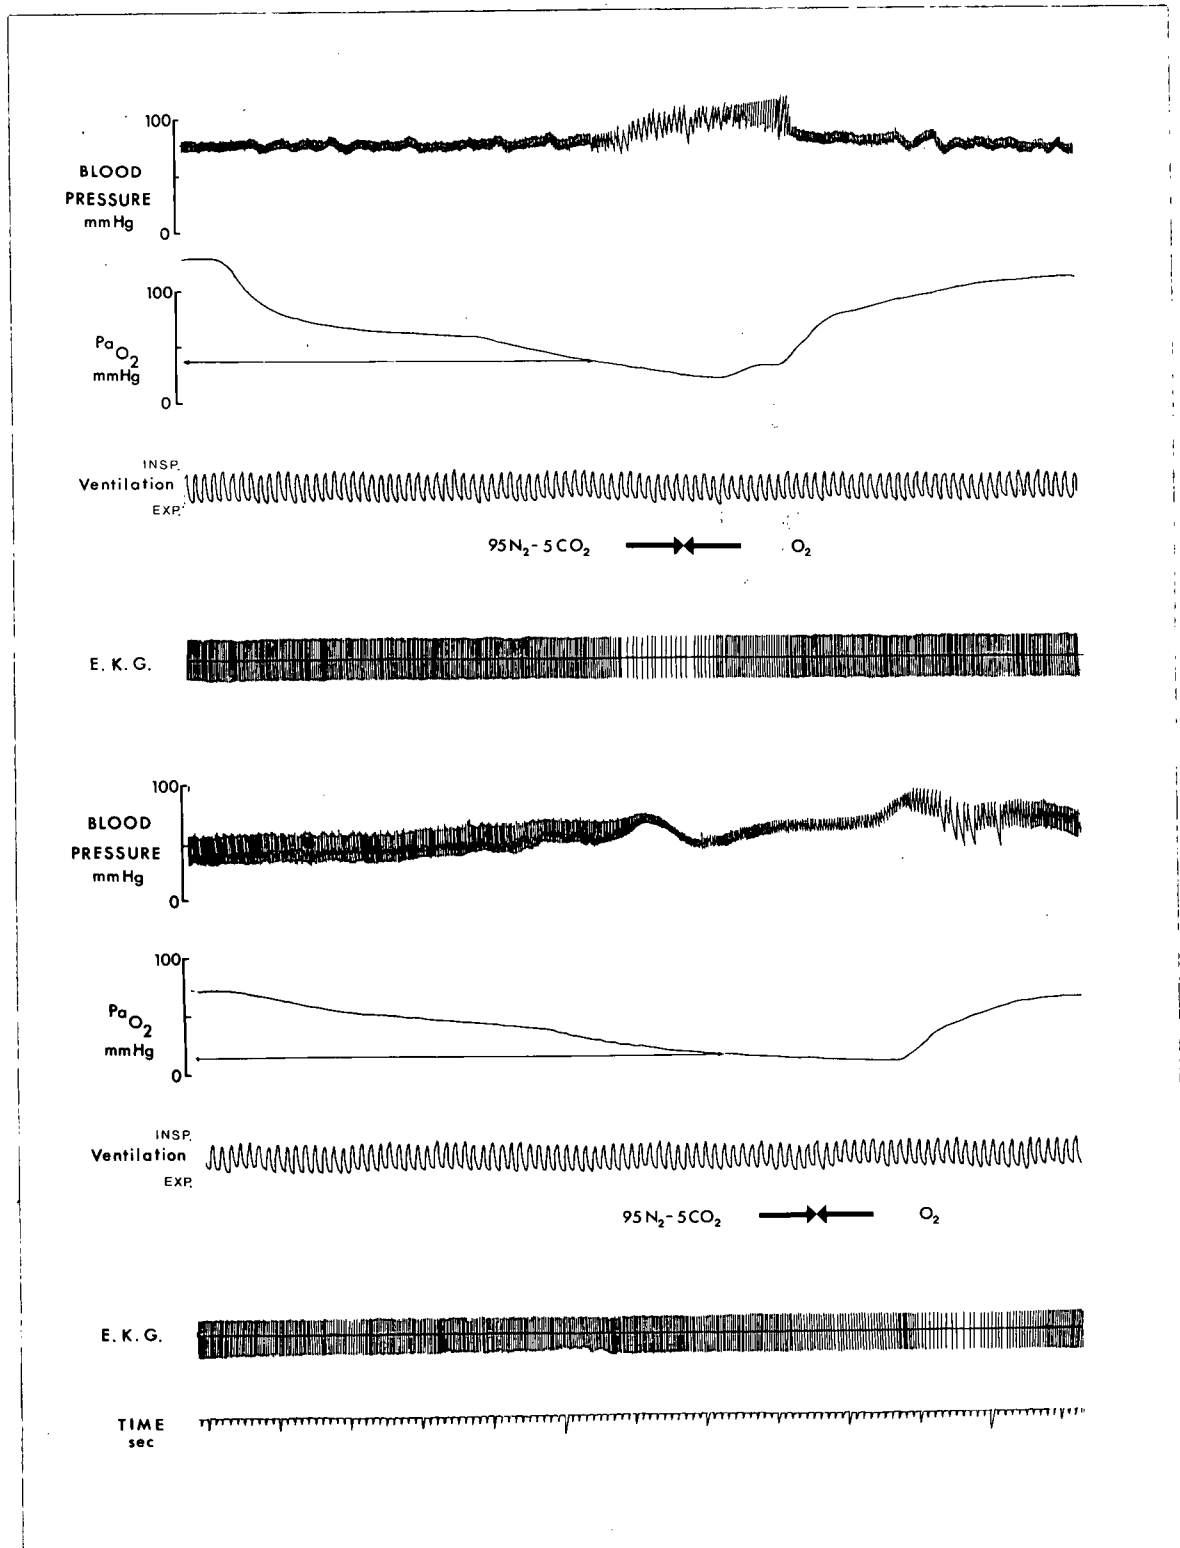 100
BLOOD
PRESSURE
mm Hg
0
100
PaO2
mmHg
0
INSP.
Ventilation
EXP.
95N2-5CO2 O2
E. K. G.
100
BLOOD
PRESSURE
mm Hg
0
100
PaO2
mmHg
0
INSP.
Ventilation
EXP.
95N2-5CO2 O2
E. K. G.
TIME
sec